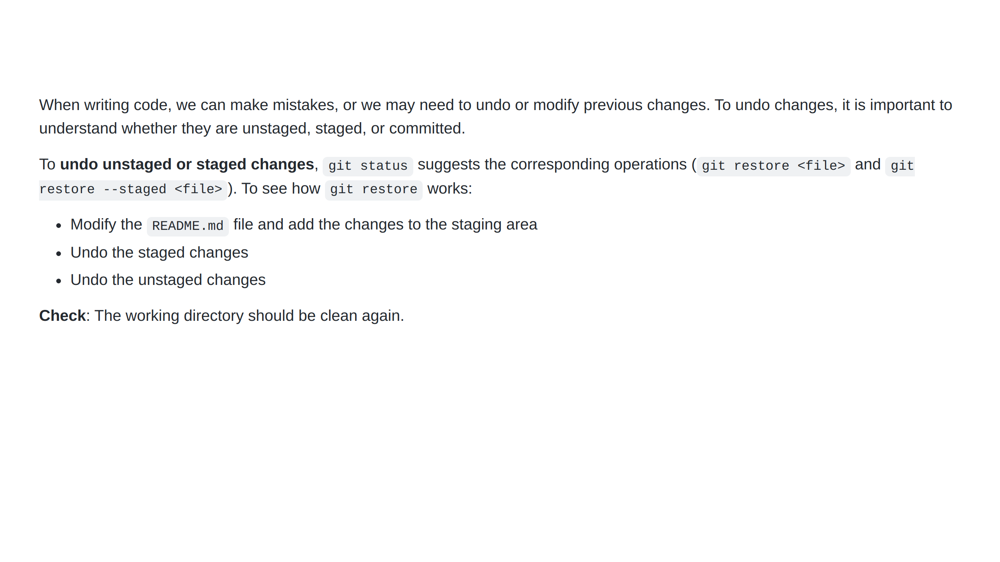 When writing code, we can make mistakes, or we may need to undo or modify previous changes. To undo changes, it is important to
understand whether they are unstaged, staged, or committed.
To undo unstaged or staged changes, git status suggests the corresponding operations (git restore <file> and git
restore --staged <file>). To see how git restore works:
• Modify the README.md file and add the changes to the staging area
• Undo the staged changes
• Undo the unstaged changes
Check: The working directory should be clean again.